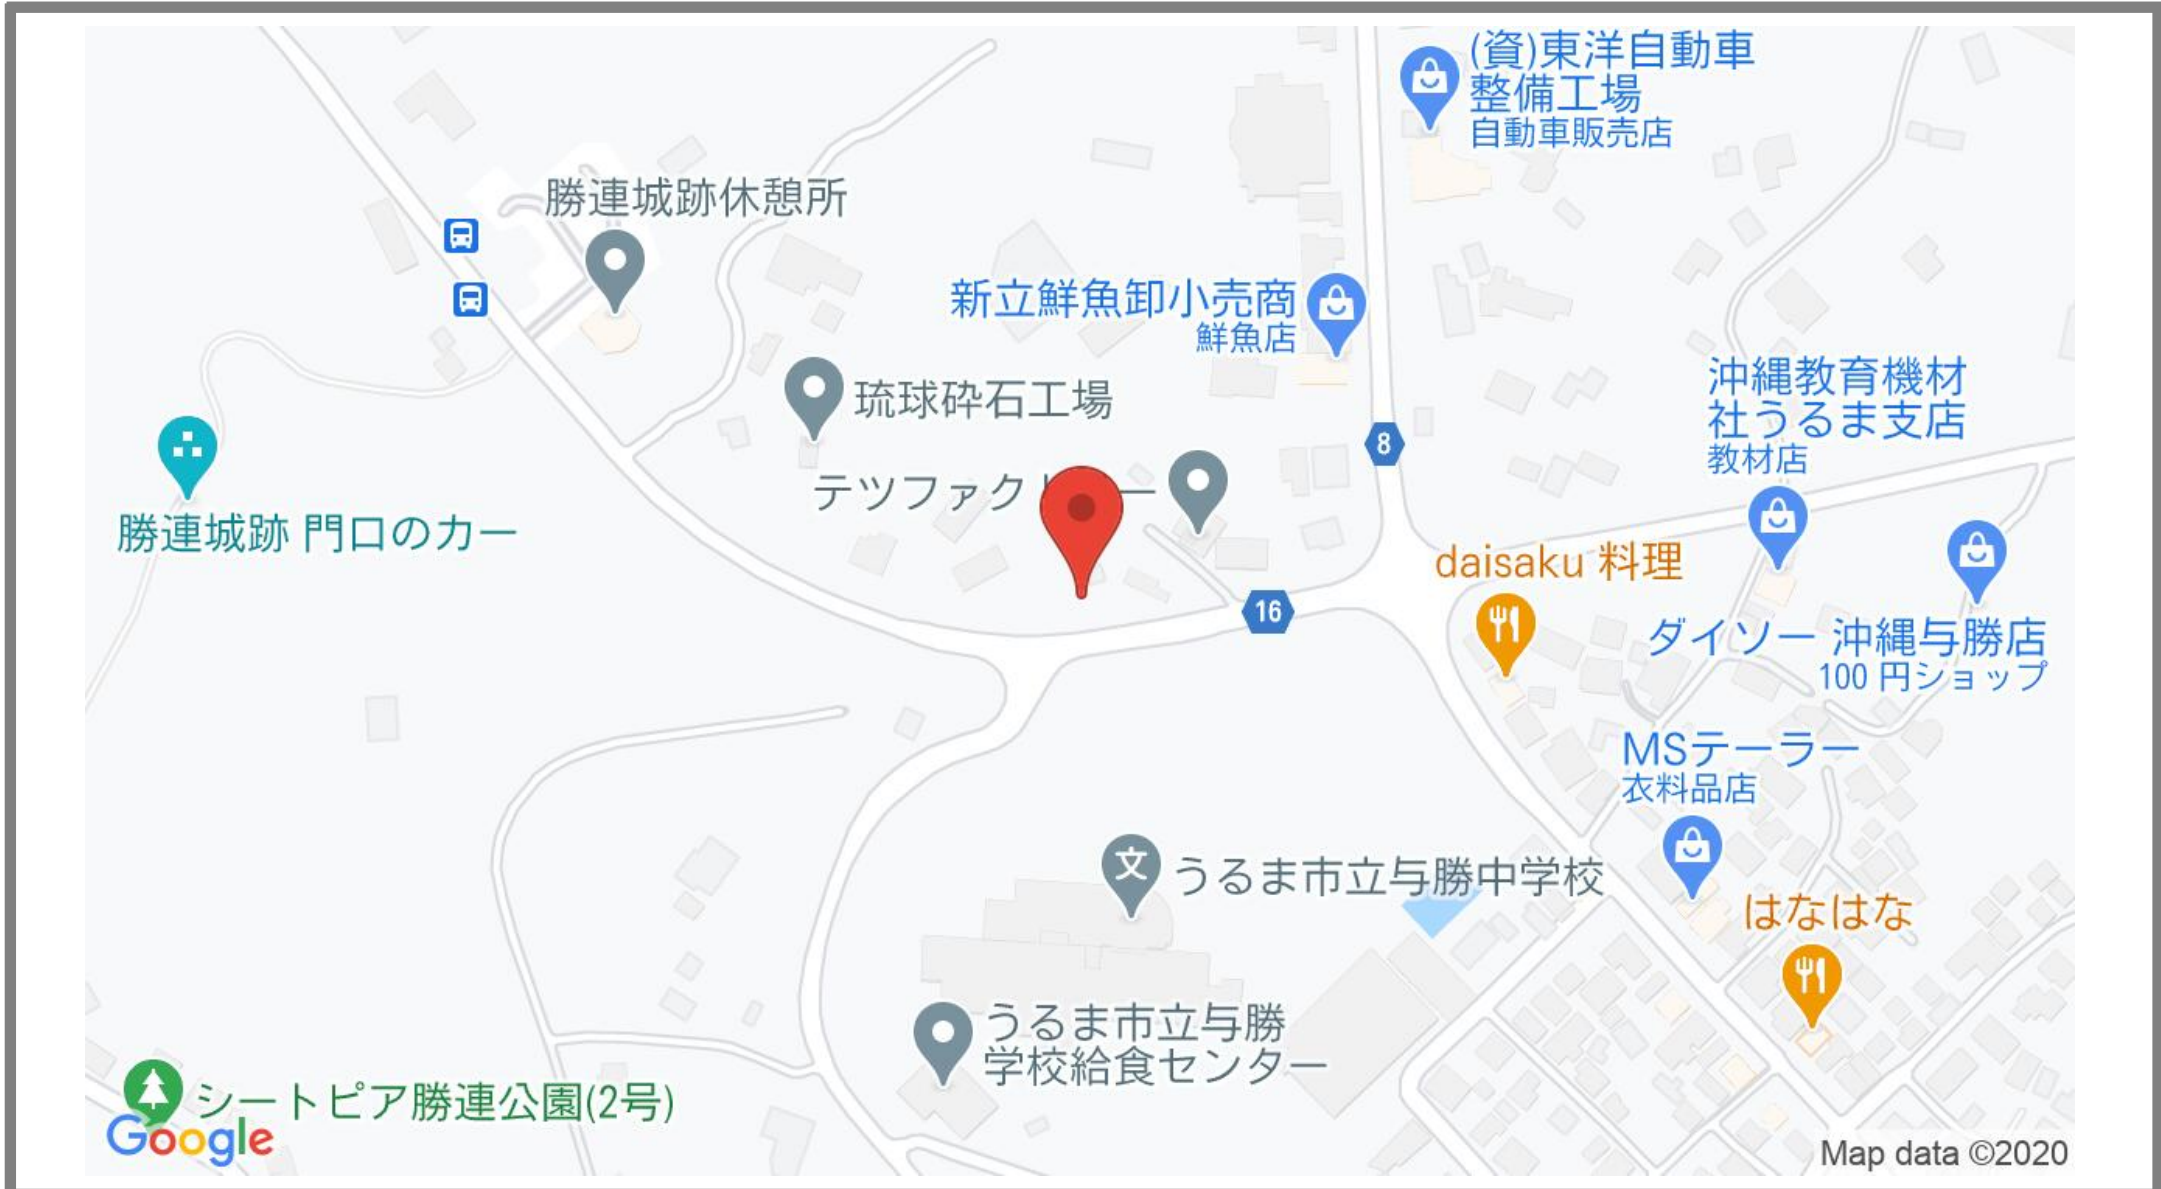 (資)東洋自動車
整備工場
自動車販売店
勝連城跡休憩所
新立鮮魚卸小売商
鮮魚店
琉球砕石工場
沖縄教育機材
社うるま支店
教材店
8
テツファク
ー
勝連城跡 門口のカー
daisaku 料理
16
ダイソー 沖縄与勝店
100 円ショップ
MSテーラー
衣料品店
うるま市立与勝中学校
はなはな
うるま市立与勝
学校給食センター
シートピア勝連公園(2号)
Google
Map data ©2020
文